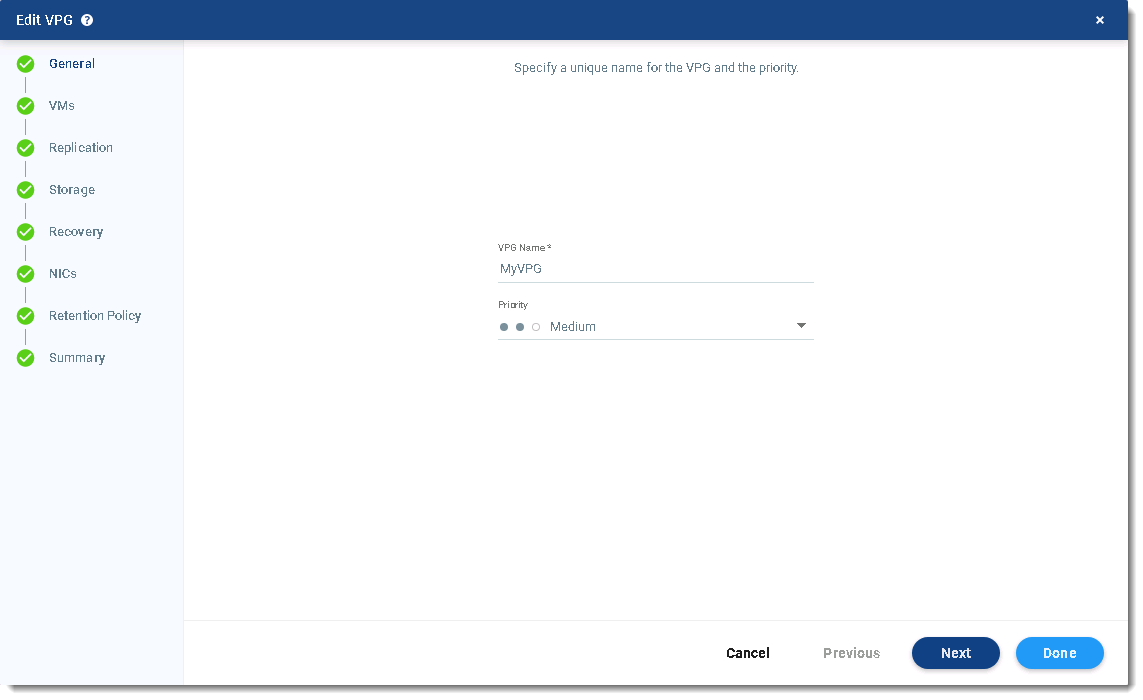 Edit VPG ?
General
VMs
Replication
Storage
Recovery
NICs
Retention Policy
Summary
Specify a unique name for the VPG and the priority.
VPG Name *
MyVPG
Priority
Medium
Cancel
Previous
Next
Done